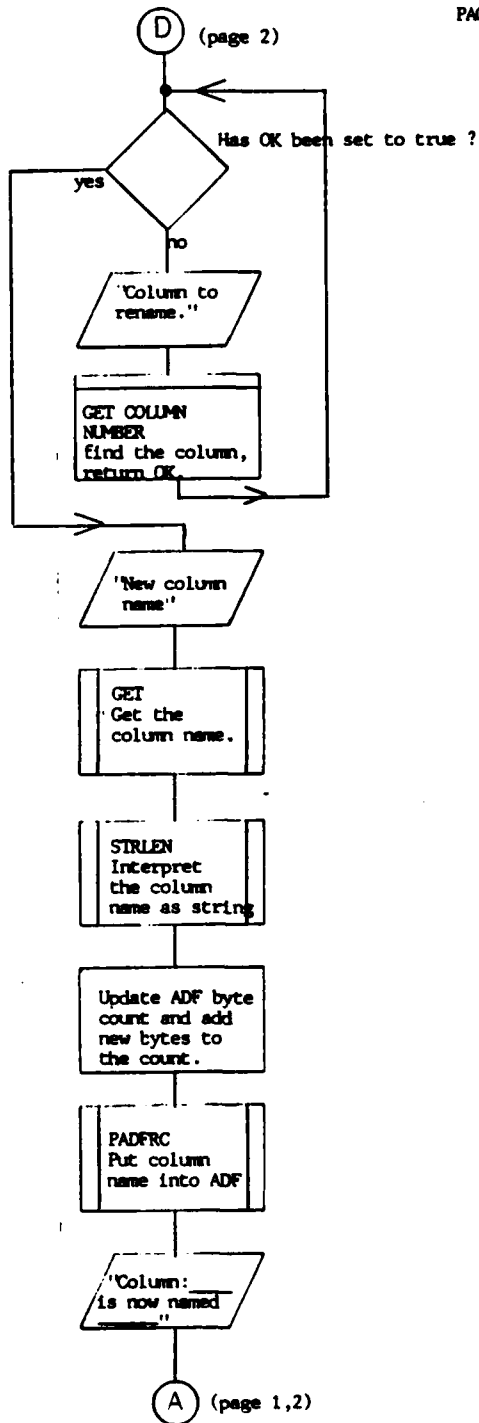 D (page 2)
Has OK been set to true ?
yes
no
"Column to
rename."
GET COLUMN
NUMBER
find the column,
return OK.
"New column
name"
GET
Get the
column name.
STRLEN
Interpret
the column
name as string
Update ADF byte
count and add
new bytes to
the count.
PADFRC
Put column
name into ADF
"Column:____
is now named
_____"
A (page 1,2)